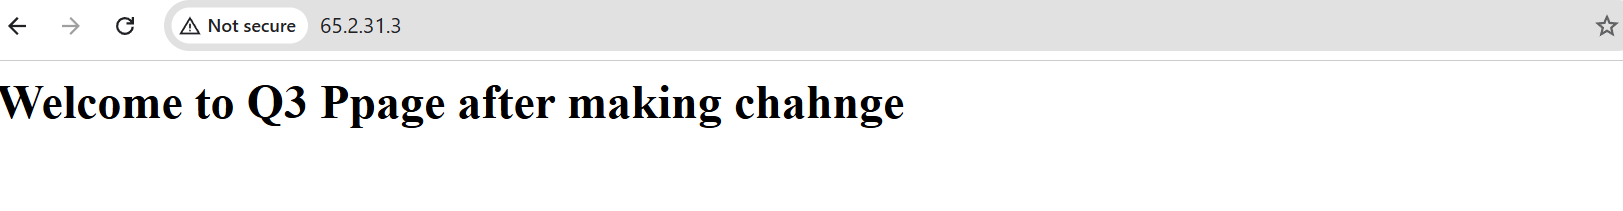 Not secure 65.2.31.3
Welcome to Q3 Ppage after making chahnge